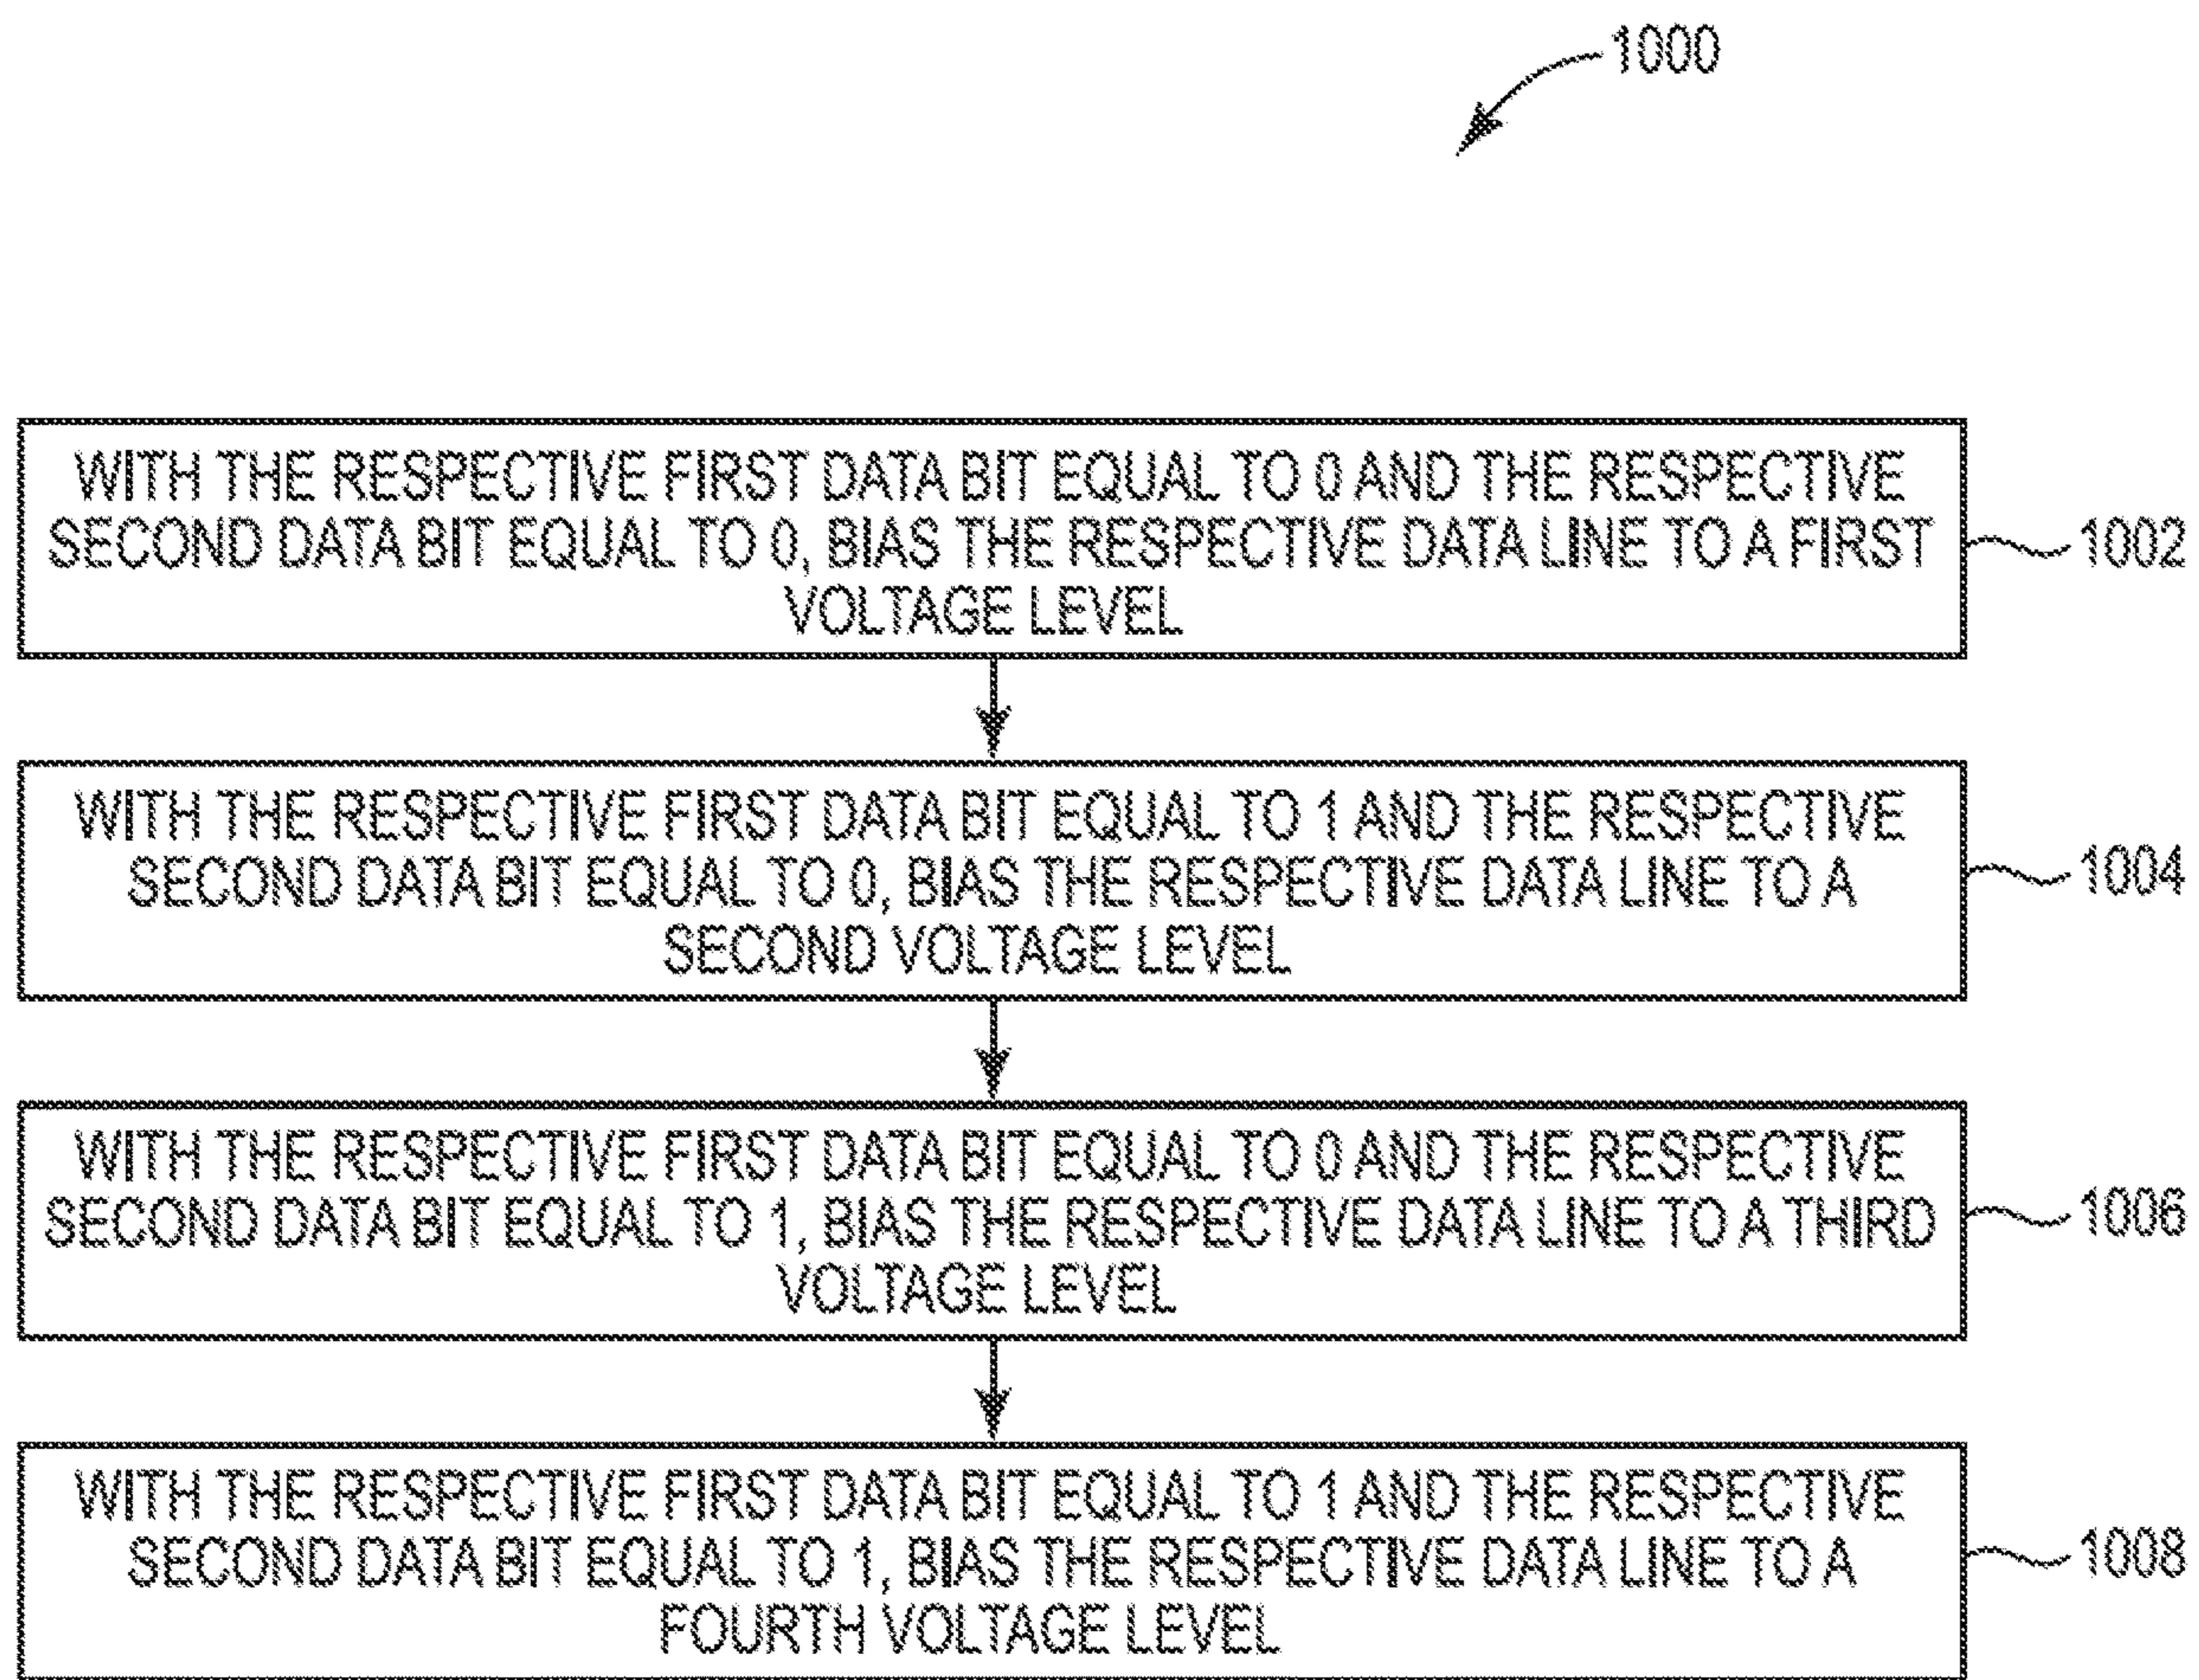 1000
WITH THE RESPECTIVE FIRST DATA BIT EQUAL TO 0 AND THE RESPECTIVE
SECOND DATA BIT EQUAL TO 0, BIAS THE RESPECTIVE DATA LINE TO A FIRST
VOLTAGE LEVEL
1002
WITH THE RESPECTIVE FIRST DATA BIT EQUAL TO 1 AND THE RESPECTIVE
SECOND DATA BIT EQUAL TO 0, BIAS THE RESPECTIVE DATA LINE TO A
SECOND VOLTAGE LEVEL
1004
WITH THE RESPECTIVE FIRST DATA BIT EQUAL TO 0 AND THE RESPECTIVE
SECOND DATA BIT EQUAL TO 1, BIAS THE RESPECTIVE DATA LINE TO A THIRD
VOLTAGE LEVEL
1006
WITH THE RESPECTIVE FIRST DATA BIT EQUAL TO 1 AND THE RESPECTIVE
SECOND DATA BIT EQUAL TO 1, BIAS THE RESPECTIVE DATA LINE TO A
FOURTH VOLTAGE LEVEL
1008